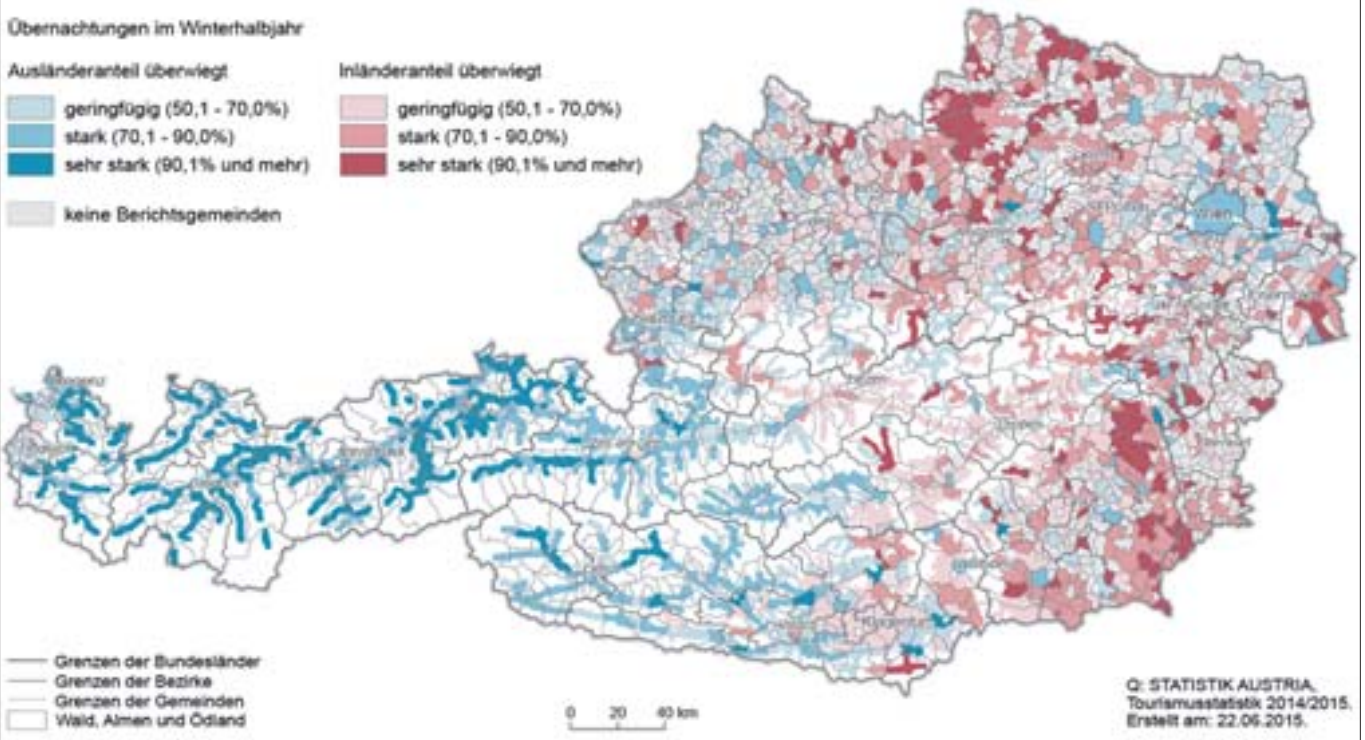 Übernachtungen im Winterhalbjahr
Ausländeranteil überwiegt
geringfügig (50,1 - 70,0%)
stark (70,1 - 90,0%)
sehr stark (90,1% und mehr)
Inländeranteil überwiegt
geringfügig (50,1 - 70,0%)
stark (70,1 - 90,0%)
sehr stark (90,1% und mehr)
keine Berichtsgemeinden
Wien
Bregenz
Klagenfurt
Grenzen der Bundesländer
Grenzen der Bezirke
Grenzen der Gemeinden
Wald, Almen und Ödland
0 20 40 km
Q: STATISTIK AUSTRIA,
Tourismusstatistik 2014/2015.
Erstellt am: 22.06.2015.